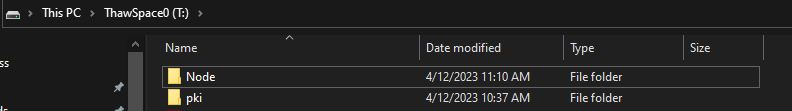 This PC > ThawSpace0 (T:) >
Name Date modified Type Size
Node 4/12/2023 11:10 AM File folder
pki 4/12/2023 10:37 AM File folder